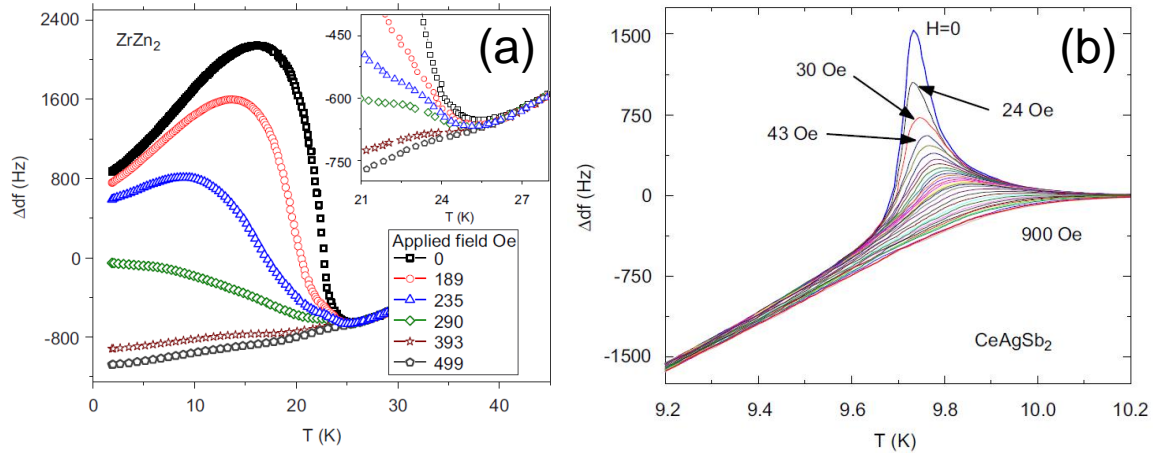 2400
1600
800
0
-800
Δdf (Hz)
ZrZn2
(a)
-450
-600
-750
21
24
27
T (K)
Applied field Oe
0
189
235
290
393
499
0
10
20
30
40
T (K)
1500
750
0
-750
-1500
Δdf (Hz)
(b)
H=0
30 Oe
24 Oe
43 Oe
900 Oe
CeAgSb2
9.2
9.4
9.6
9.8
10.0
10.2
T (K)